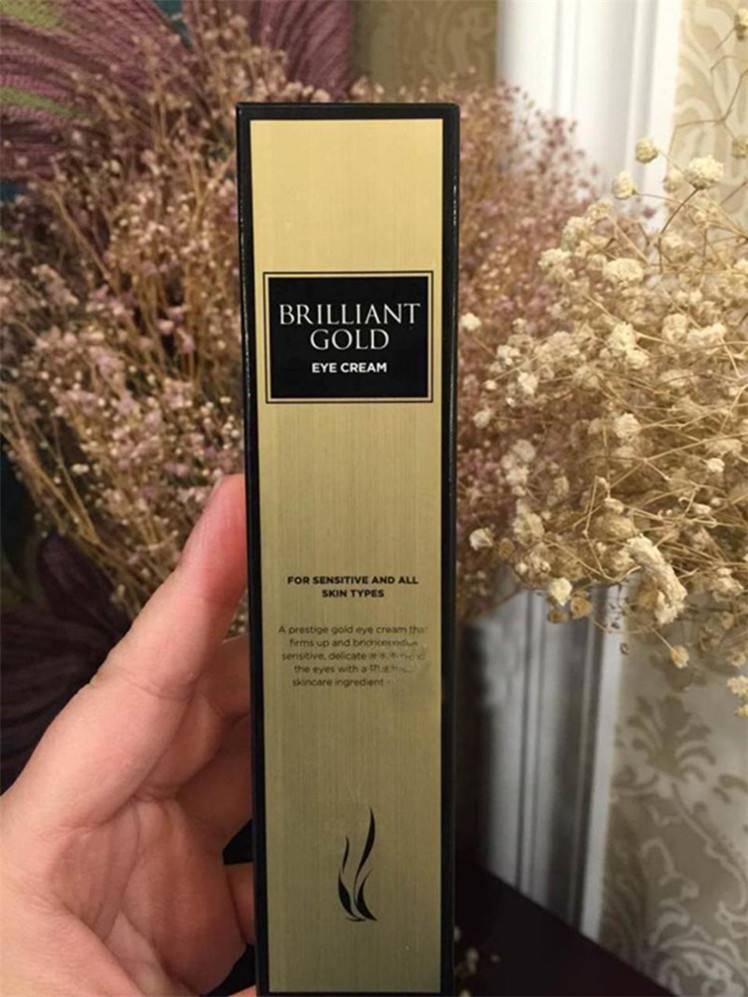 BRILLIANT
GOLD
EYE CREAM
FOR SENSITIVE AND ALL
SKIN TYPES
A prestige gold eye cream that
firms up and
sensitive, delicate
the eyes with a
skincare ingredient